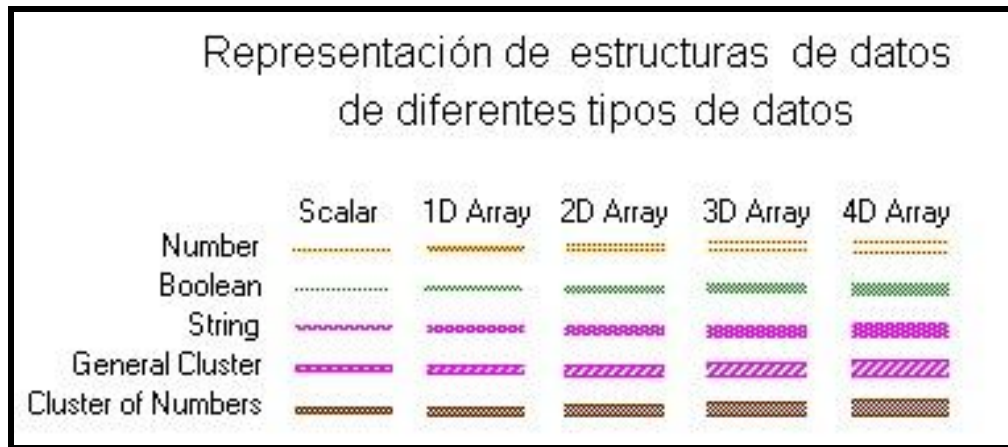 Representación de estructuras de datos
de diferentes tipos de datos
Scalar 1D Array 2D Array 3D Array 4D Array
Number
Boolean
String
General Cluster
Cluster of Numbers